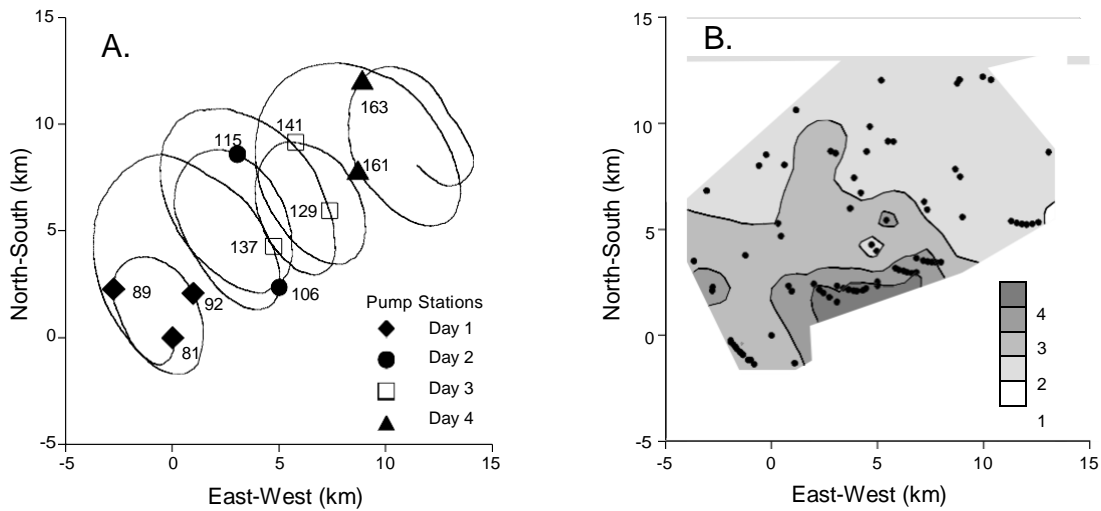 A.
15
10
5
0
-5
-5 0 5 10 15
North-South (km)
East-West (km)
163
141
115
161
129
137
89
92
106
81
Pump Stations
Day 1
Day 2
Day 3
Day 4
B.
15
10
5
0
-5
-5 0 5 10 15
North-South (km)
East-West (km)
4
3
2
1